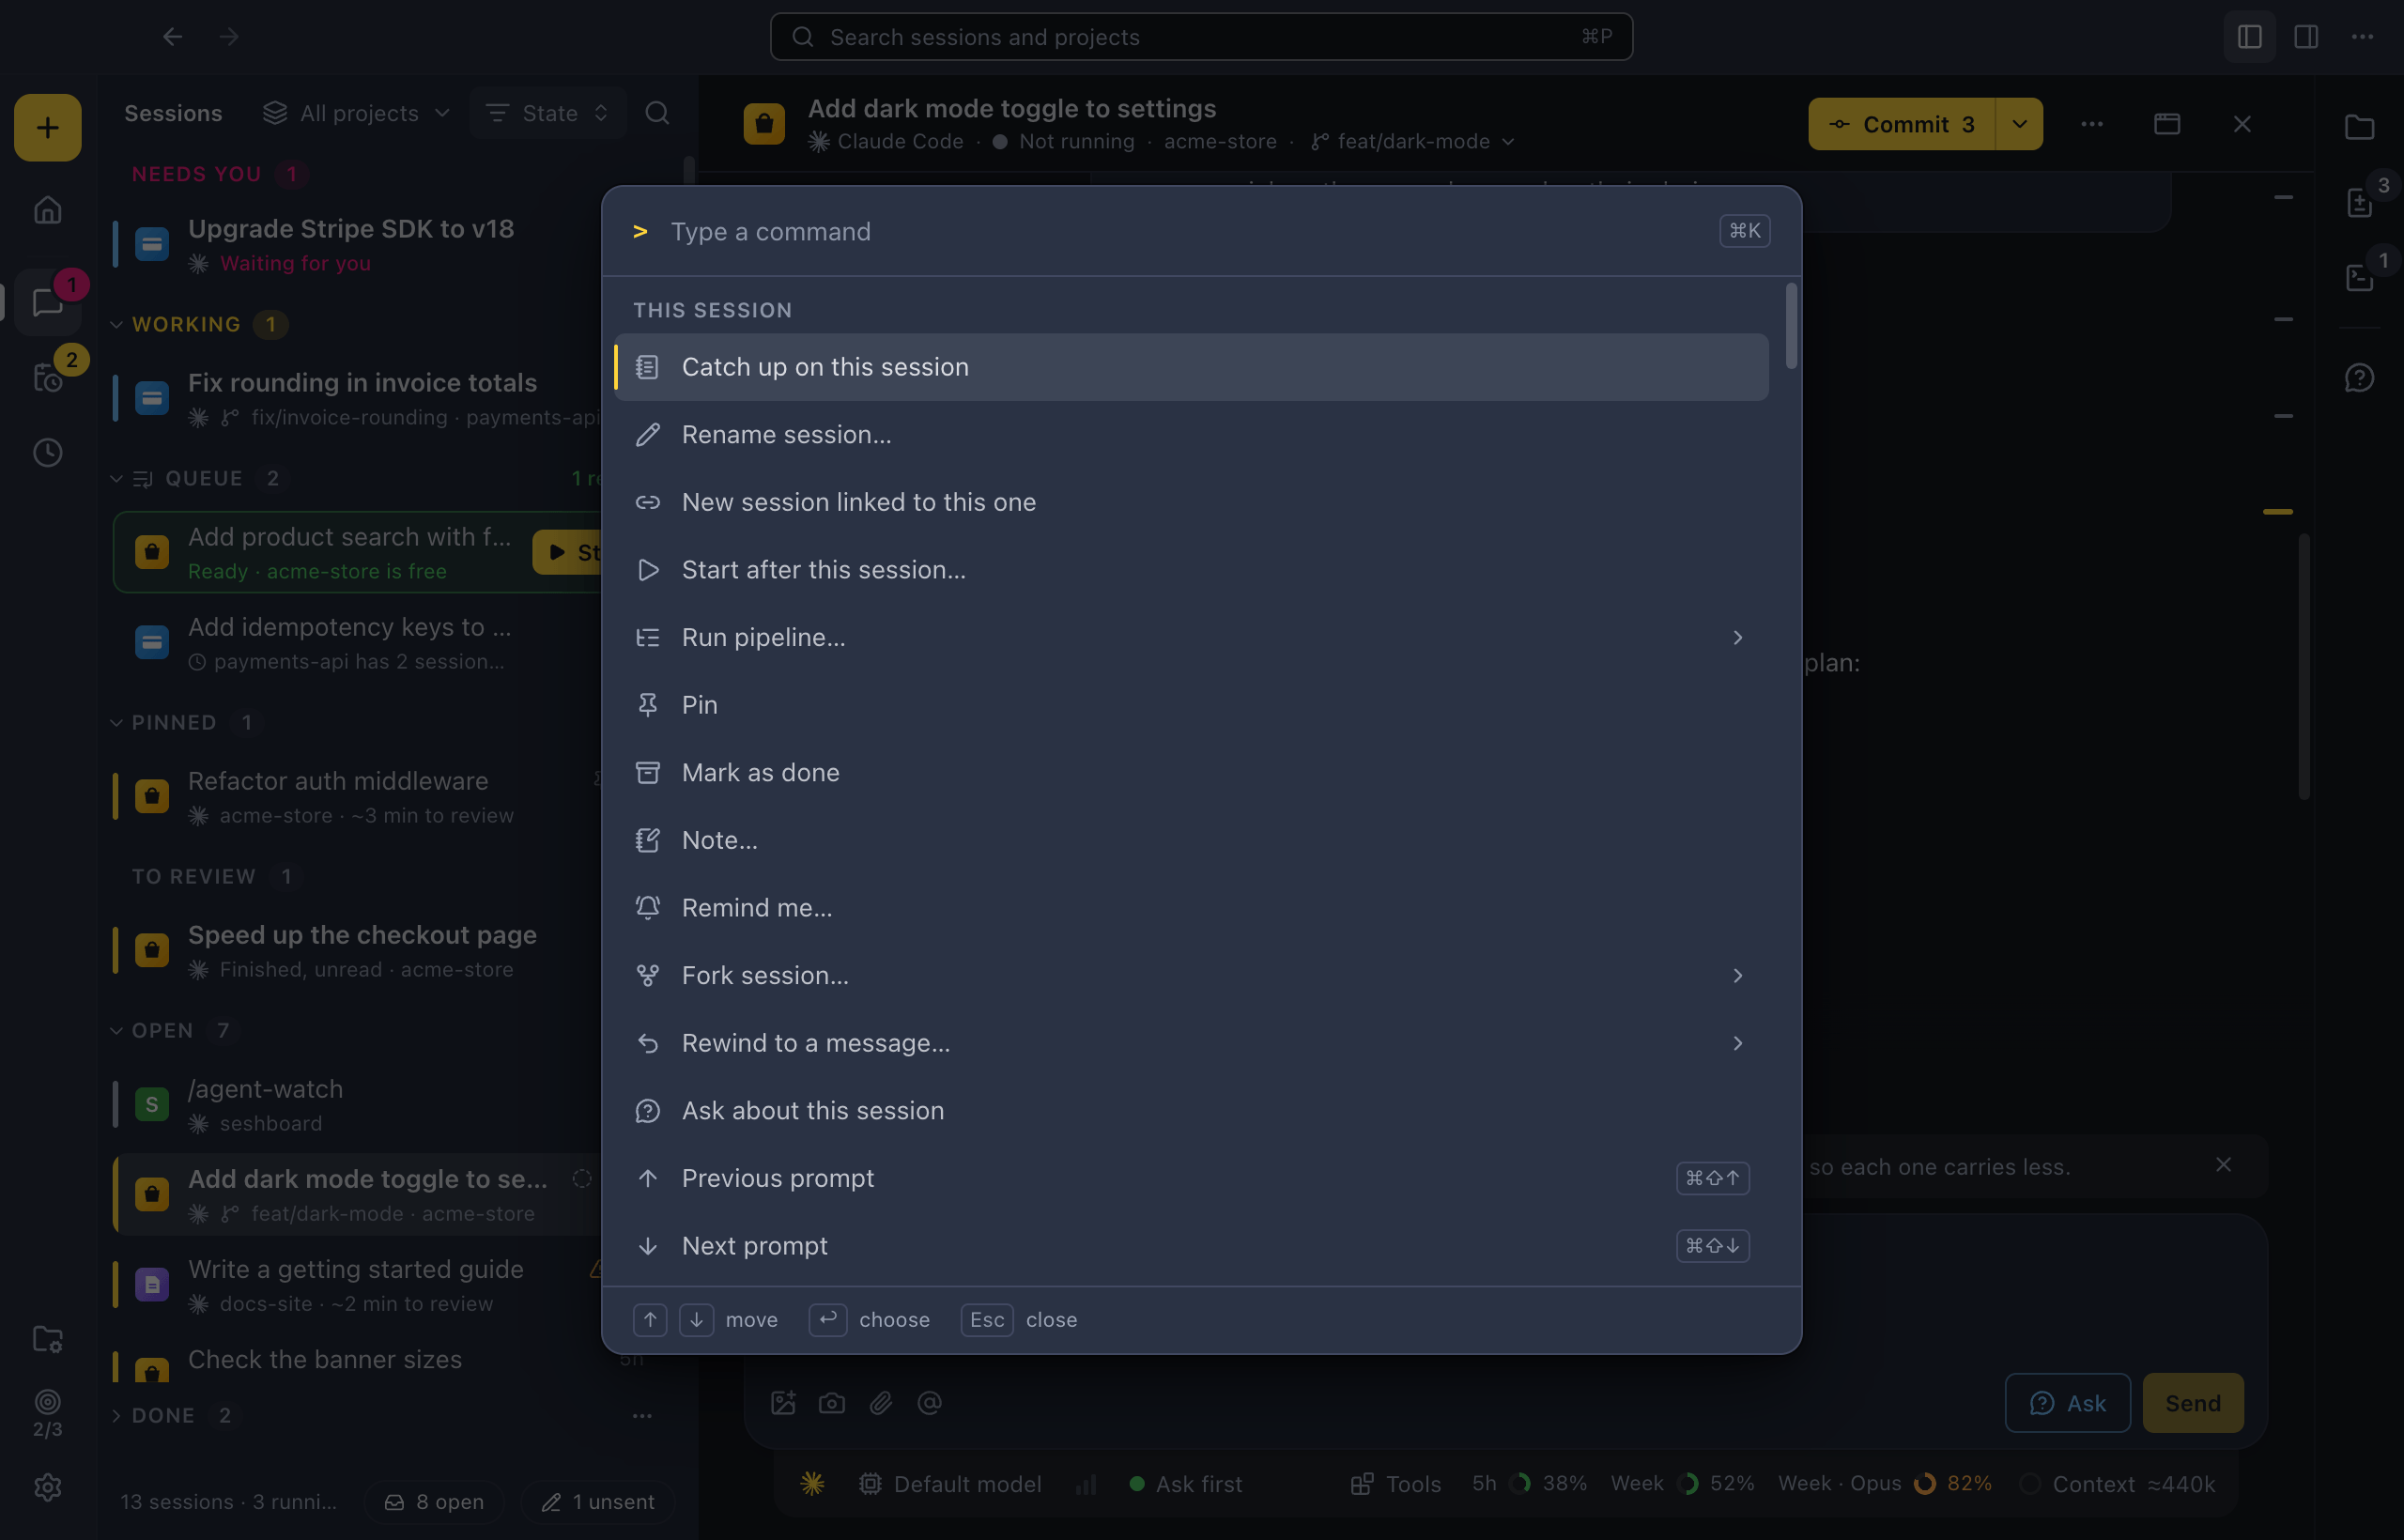 Search sessions and projects ⌘P
Sessions All projects State
NEEDS YOU 1
Upgrade Stripe SDK to v18
Waiting for you
WORKING 1
Fix rounding in invoice totals
fix/invoice-rounding · payments-api
QUEUE 2 1 re
Add product search with f... St
Ready · acme-store is free
Add idempotency keys to ...
payments-api has 2 session...
PINNED 1
Refactor auth middleware
acme-store · ~3 min to review
TO REVIEW 1
Speed up the checkout page
Finished, unread · acme-store
OPEN 7
S /agent-watch
seshboard
Add dark mode toggle to se...
feat/dark-mode · acme-store
Write a getting started guide
docs-site · ~2 min to review
Check the banner sizes 5h
DONE 2
13 sessions · 3 runni... 8 open 1 unsent
1
2
2/3
Add dark mode toggle to settings
Claude Code · Not running · acme-store · feat/dark-mode
Commit 3
3
1
> Type a command ⌘K
THIS SESSION
Catch up on this session
Rename session...
New session linked to this one
Start after this session...
Run pipeline...
Pin
Mark as done
Note...
Remind me...
Fork session...
Rewind to a message...
Ask about this session
Previous prompt ⌘⇧↑
Next prompt ⌘⇧↓
↑ ↓ move ↵ choose Esc close
plan:
so each one carries less.
Ask Send
Default model Ask first Tools 5h 38% Week 52% Week · Opus 82% Context ≈440k